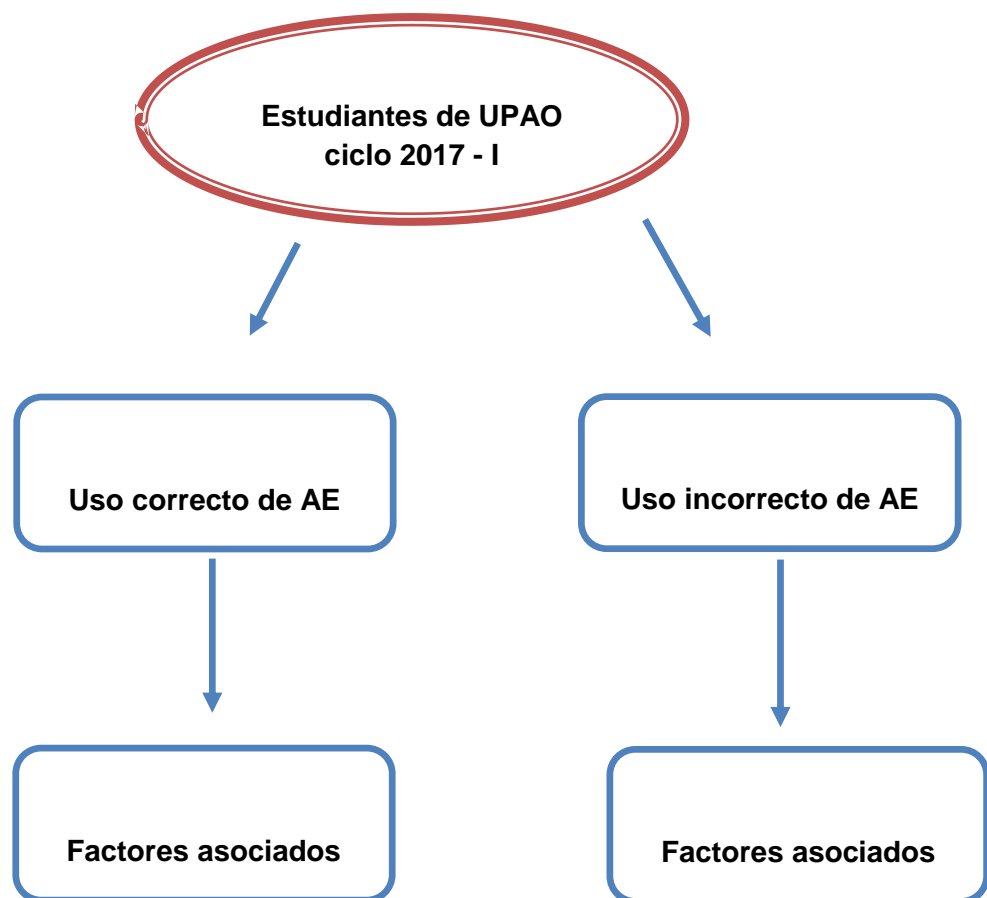 Estudiantes de UPAO
ciclo 2017 - I
Uso correcto de AE
Uso incorrecto de AE
Factores asociados
Factores asociados